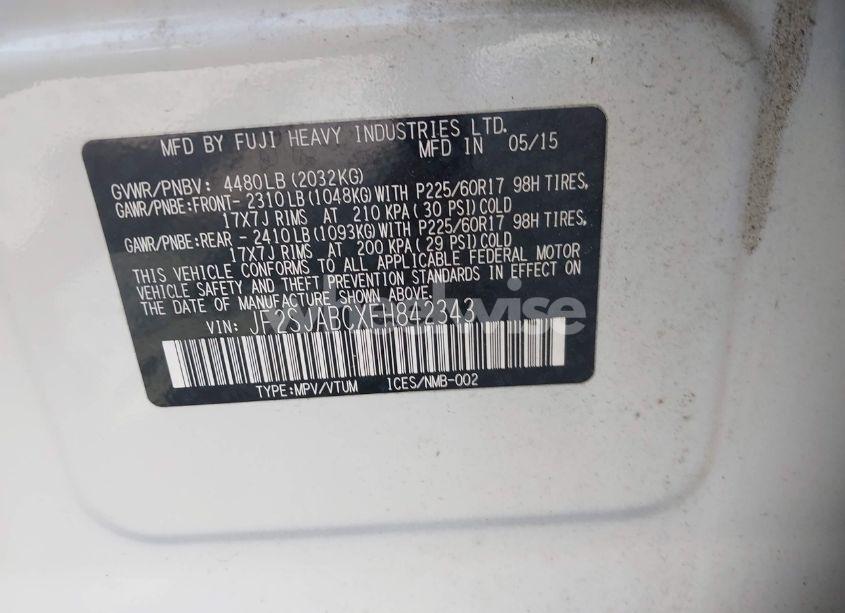 MFD BY FUJI HEAVY INDUSTRIES LTD.
MFD IN 05/15
GVWR/PNBV: 4480LB (2032KG)
GAWR/PNBE:FRONT- 2310LB(1048KG)WITH P225/60R17 98H TIRES,
17X7J RIMS AT 210 KPA( 30 PSI)COLD
GAWR/PNBE:REAR - 2410LB(1093KG)WITH P225/60R17 98H TIRES,
17X7J RIMS AT 200 KPA( 29 PSI)COLD
THIS VEHICLE CONFORMS TO ALL APPLICABLE FEDERAL MOTOR
VEHICLE SAFETY AND THEFT PREVENTION STANDARDS IN EFFECT ON
THE DATE OF MANUFACTURE SHOWN ABOVE.
VIN: JF2SJABCXFH842343
TYPE:MPV/VTUM ICES/NMB-002